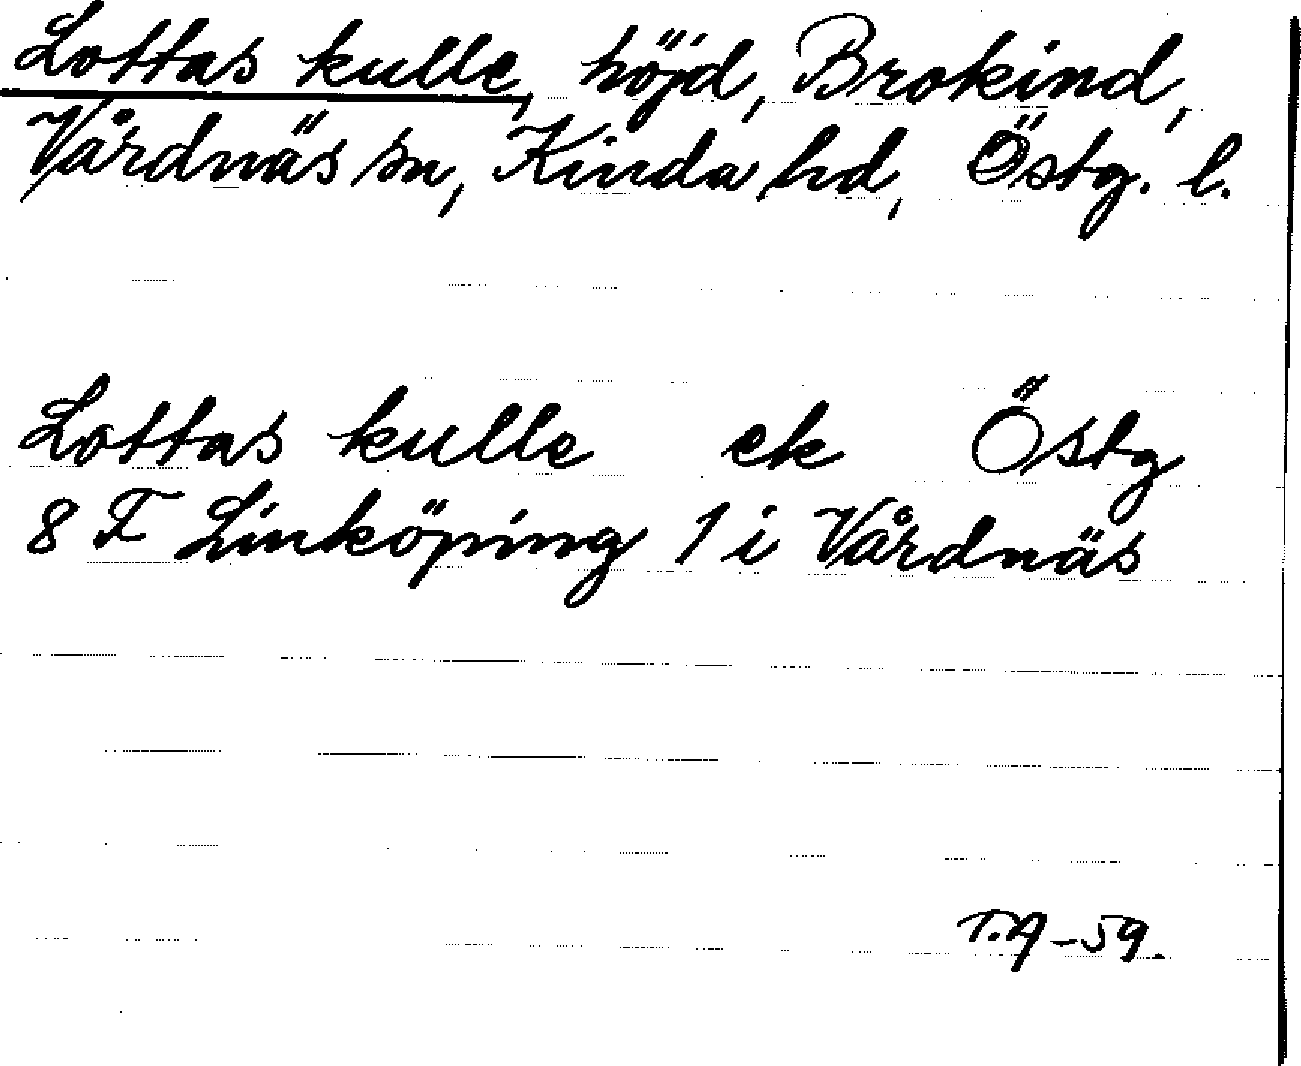 Lottas kulle, höjd, Brokind,
Vårdnäs sn, Kinda hd, Östg. l.
Lottas kulle ek Östg
8 F Linköping 1 i Vårdnäs
T.A-59.